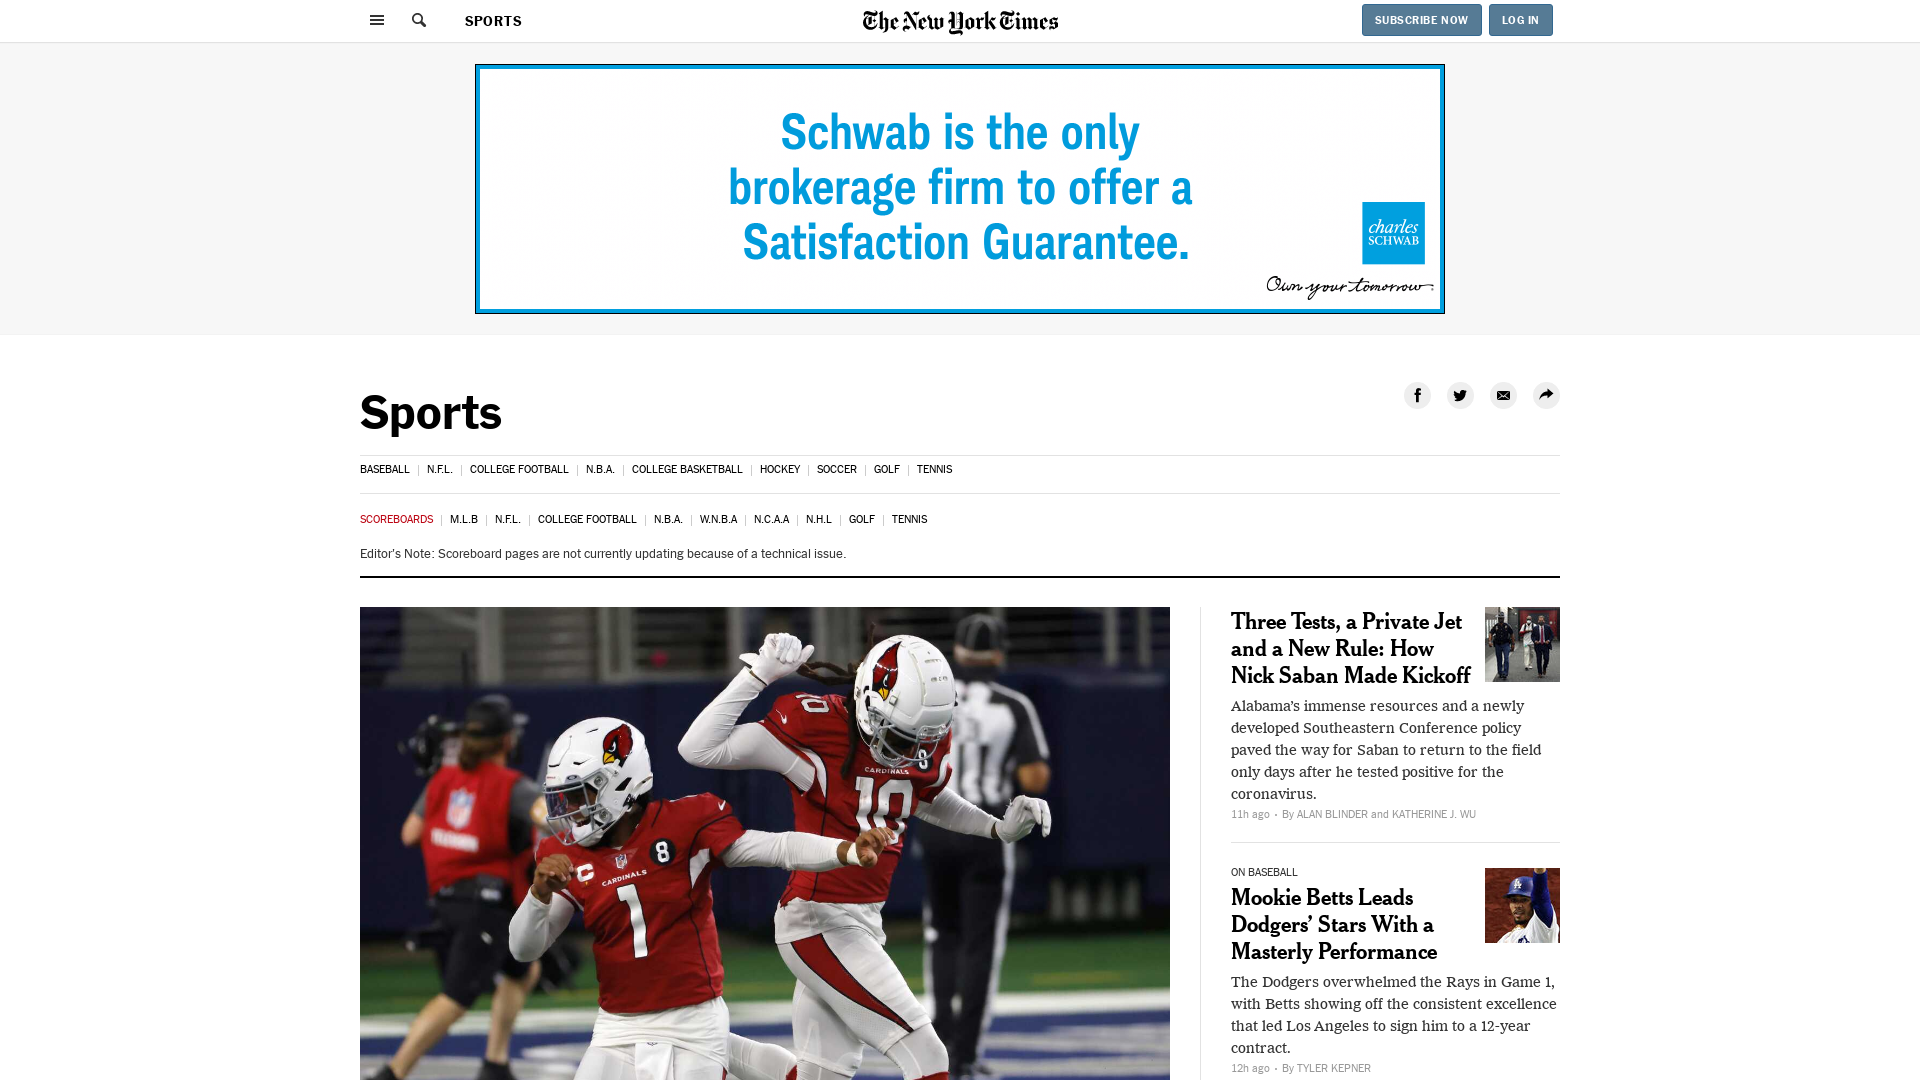 SPORTS
The New York Times
SUBSCRIBE NOW
LOG IN
Schwab is the only
brokerage firm to offer a
Satisfaction Guarantee.
charles
SCHWAB
Own your tomorrow.
Sports
BASEBALL | N.F.L. | COLLEGE FOOTBALL | N.B.A. | COLLEGE BASKETBALL | HOCKEY | SOCCER | GOLF | TENNIS
SCOREBOARDS | M.L.B | N.F.L. | COLLEGE FOOTBALL | N.B.A. | W.N.B.A | N.C.A.A | N.H.L | GOLF | TENNIS
Editor's Note: Scoreboard pages are not currently updating because of a technical issue.
10
8
CARDINALS
10
C
8
CARDINALS
1
Three Tests, a Private Jet
and a New Rule: How
Nick Saban Made Kickoff
Alabama’s immense resources and a newly
developed Southeastern Conference policy
paved the way for Saban to return to the field
only days after he tested positive for the
coronavirus.
11h ago • By ALAN BLINDER and KATHERINE J. WU
ON BASEBALL
Mookie Betts Leads
Dodgers’ Stars With a
Masterly Performance
The Dodgers overwhelmed the Rays in Game 1,
with Betts showing off the consistent excellence
that led Los Angeles to sign him to a 12-year
contract.
12h ago • By TYLER KEPNER